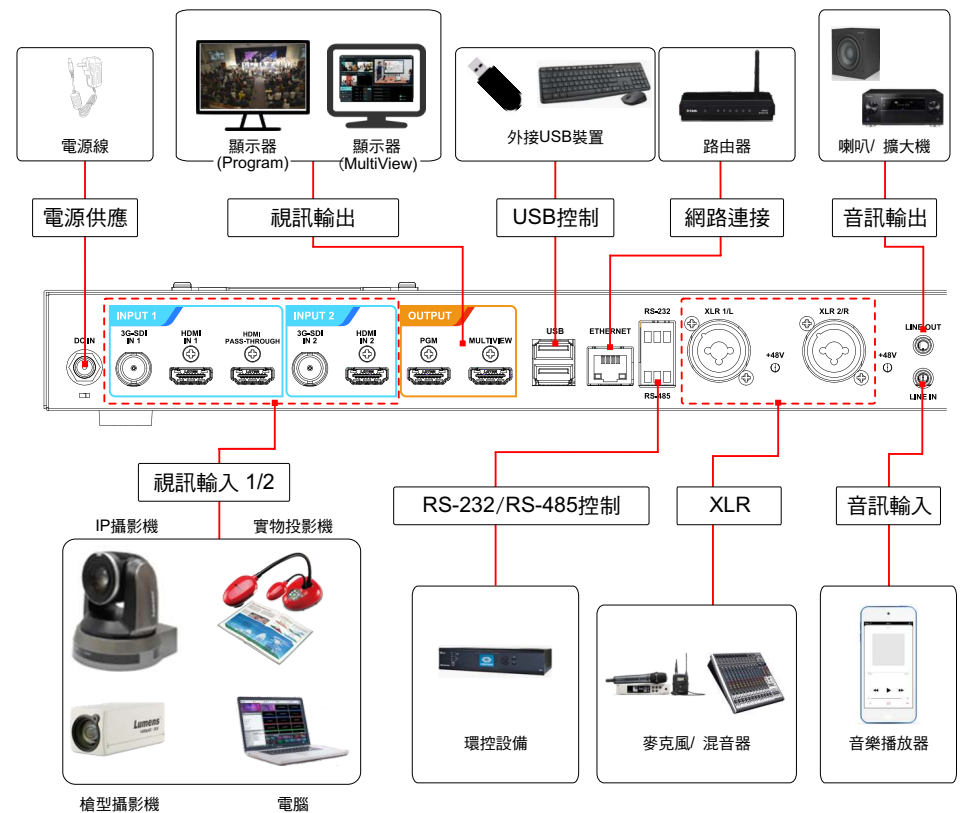 電源線
顯示器
(Program)
顯示器
(MultiView)
外接USB裝置
路由器
喇叭/ 擴大機
電源供應
視訊輸出
USB控制
網路連接
音訊輸出
INPUT 1
INPUT 2
OUTPUT
DC IN
3G-SDI
IN 1
HDMI
IN 1
HDMI
PASS-THROUGH
3G-SDI
IN 2
HDMI
IN 2
PGM
MULTIVIEW
USB
ETHERNET
RS-232
RS-485
XLR 1/L
+48V
XLR 2/R
+48V
LINE OUT
LINE IN
視訊輸入 1/2
RS-232/RS-485控制
XLR
音訊輸入
IP攝影機
實物投影機
Lumens
槍型攝影機
電腦
環控設備
麥克風/ 混音器
音樂播放器